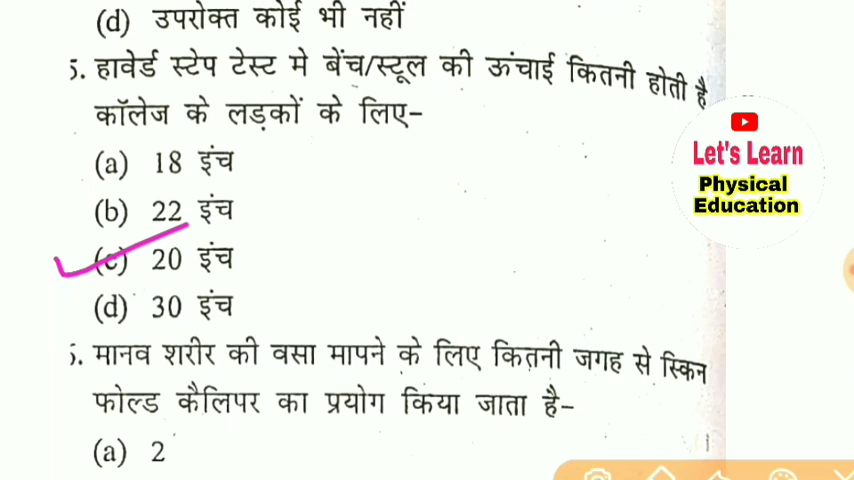 (d) उपरोक्त कोई भी नहीं
5. हावेर्ड स्टेप टेस्ट मे बेंच/स्टूल की ऊंचाई कितनी होती है
कॉलेज के लड़कों के लिए-
(a) 18 इंच
(b) 22 इंच
(c) 20 इंच
(d) 30 इंच
5. मानव शरीर की वसा मापने के लिए कितनी जगह से स्किन
फोल्ड कैलिपर का प्रयोग किया जाता है-
(a) 2
Let's Learn
Physical
Education